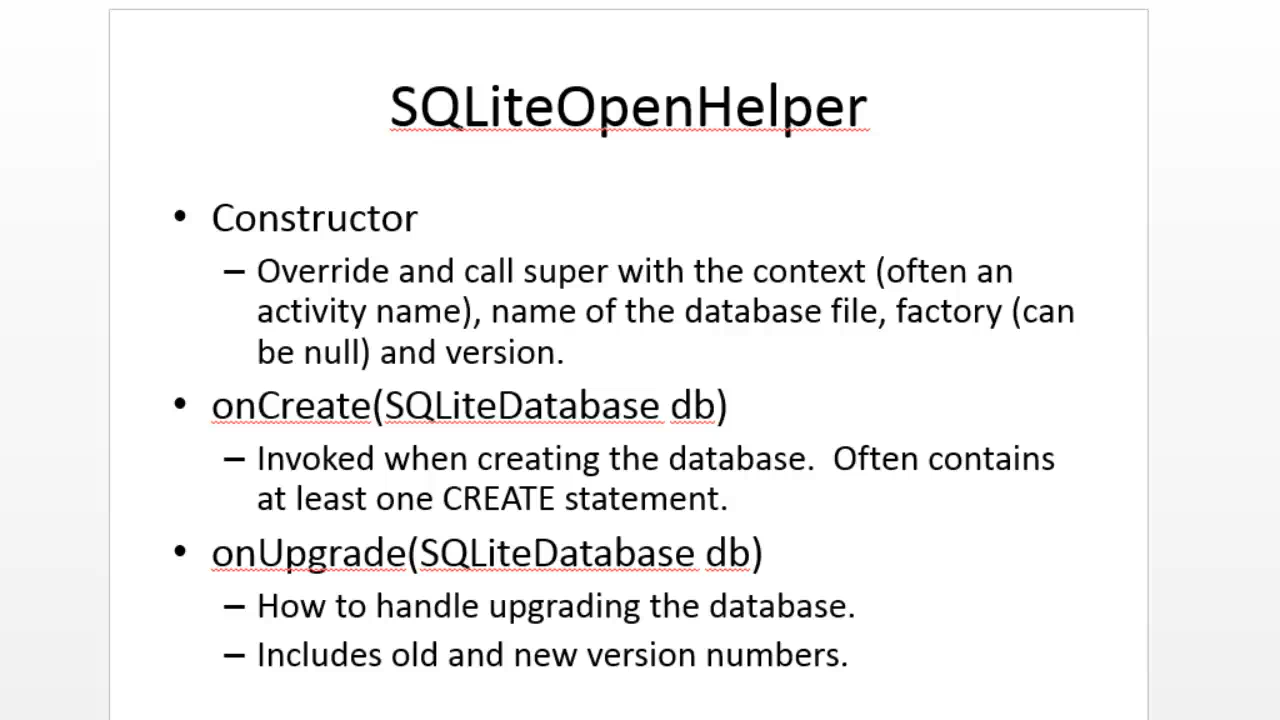 SQLiteOpenHelper
• Constructor
– Override and call super with the context (often an
activity name), name of the database file, factory (can
be null) and version.
• onCreate(SQLiteDatabase db)
– Invoked when creating the database.  Often contains
at least one CREATE statement.
• onUpgrade(SQLiteDatabase db)
– How to handle upgrading the database.
– Includes old and new version numbers.